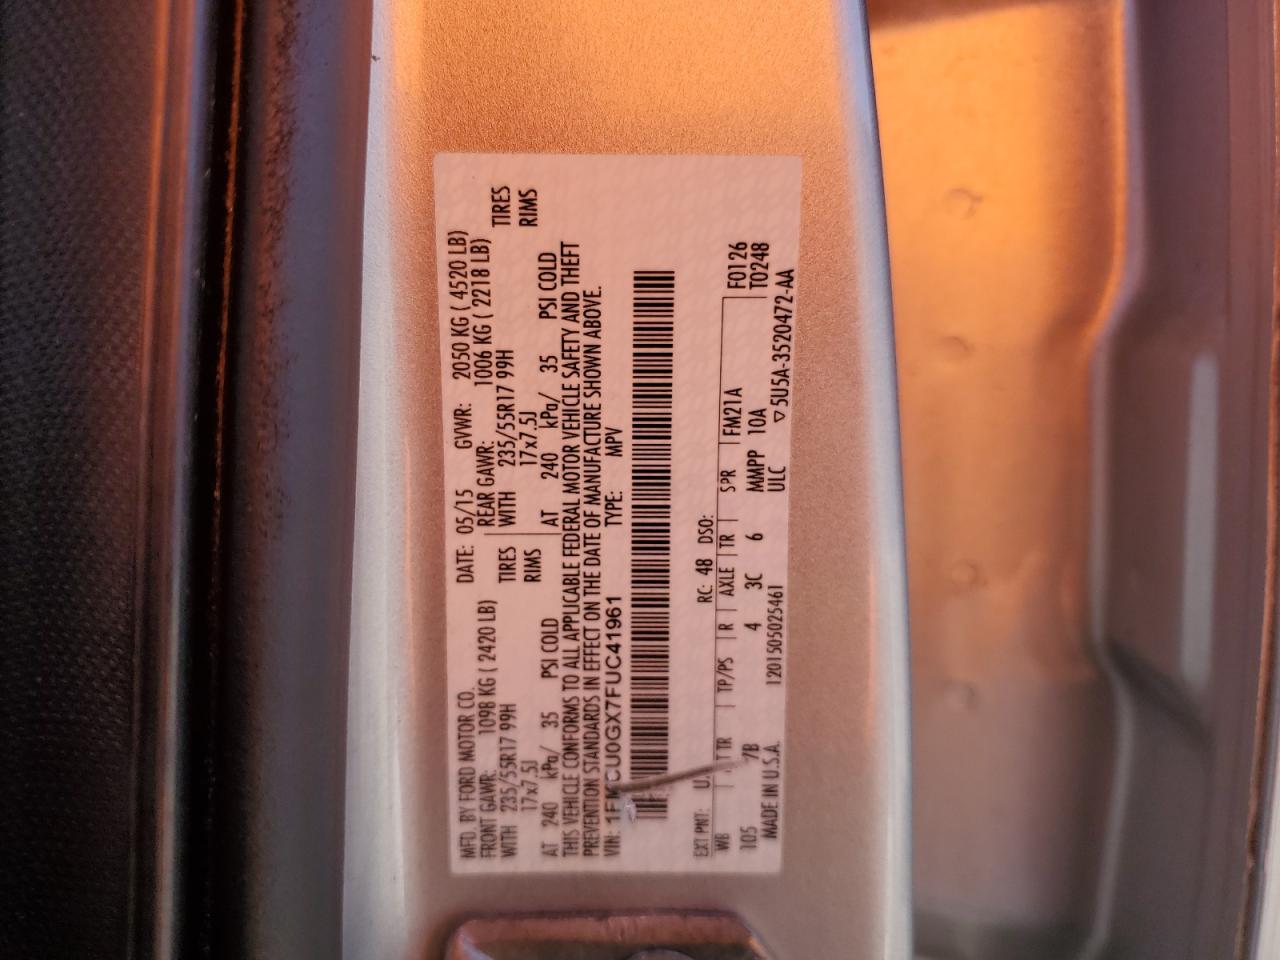 MFD. BY FORD MOTOR CO. DATE: 05/15 GVWR: 2050 KG ( 4520 LB)
FRONT GAWR: 1098 KG ( 2420 LB) REAR GAWR: 1006 KG ( 2218 LB)
WITH 235/55R17 99H TIRES WITH 235/55R17 99H TIRES
17x7.5J RIMS 17x7.5J RIMS
AT 240 kPa/ 35 PSI COLD AT 240 kPa/ 35 PSI COLD
THIS VEHICLE CONFORMS TO ALL APPLICABLE FEDERAL MOTOR VEHICLE SAFETY AND THEFT
PREVENTION STANDARDS IN EFFECT ON THE DATE OF MANUFACTURE SHOWN ABOVE.
VIN: 1FMCU0GX7FUC41961 TYPE: MPV
EXT PNT: RC: 48 DSO:
WB TR TP/PS R AXLE TR SPR FM21A F0126
105 7B 4 3C 6 MMPP 10A T0248
MADE IN U.S.A. 1201505025461 ULC ▽5U5A-3520472-AA